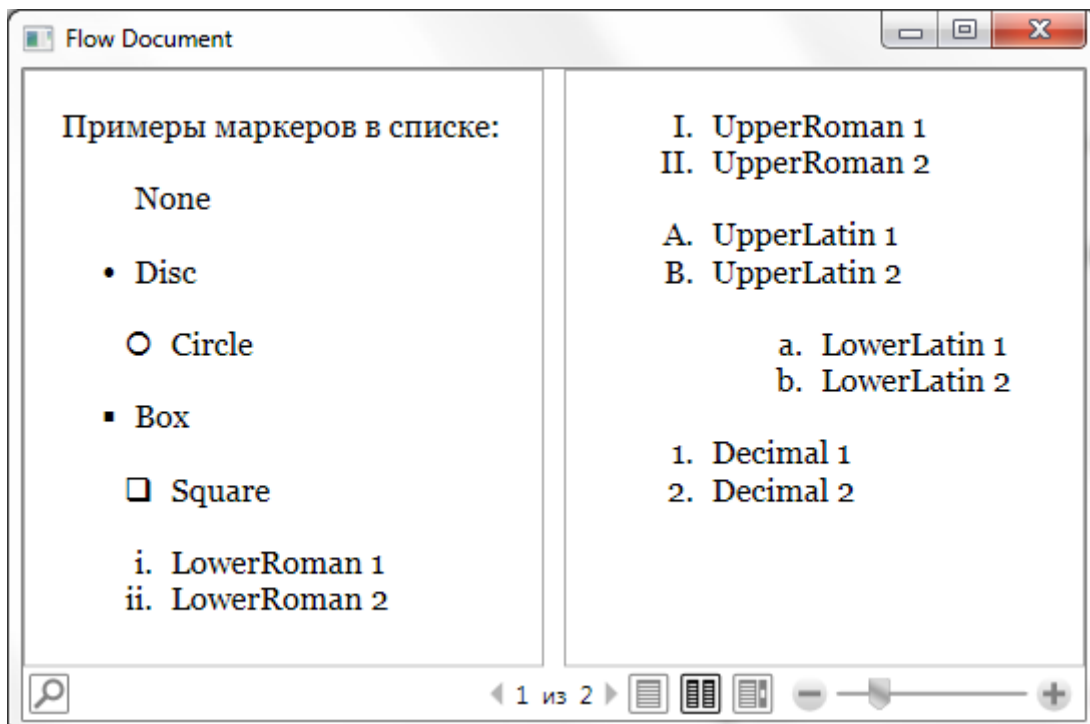 Flow Document
Примеры маркеров в списке:
None
• Disc
○ Circle
▪ Box
❑ Square
i. LowerRoman 1
ii. LowerRoman 2
I. UpperRoman 1
II. UpperRoman 2
A. UpperLatin 1
B. UpperLatin 2
a. LowerLatin 1
b. LowerLatin 2
1. Decimal 1
2. Decimal 2
1 из 2